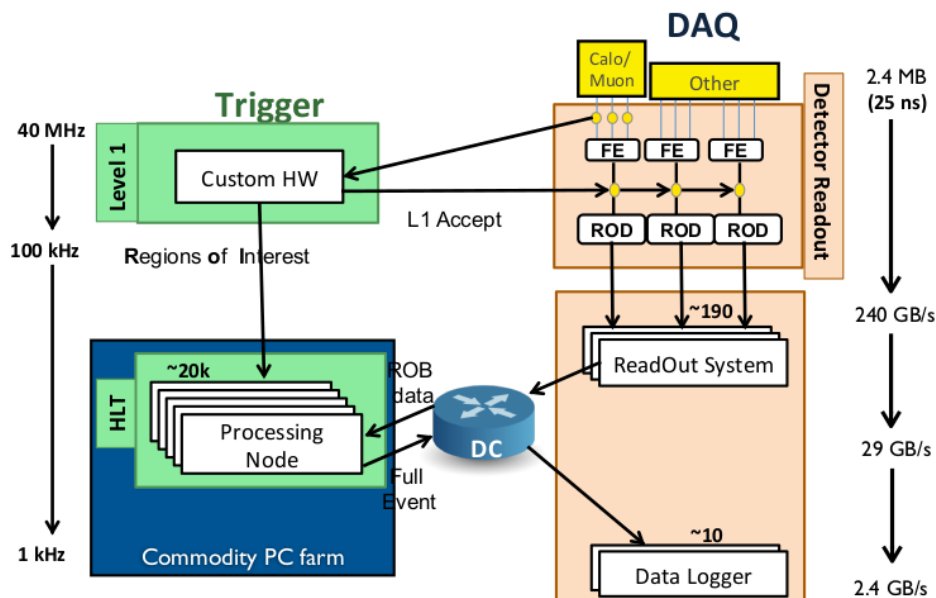 DAQ
Calo/
Muon
Other
2.4 MB
(25 ns)
Trigger
40 MHz
Level 1
Custom HW
FE
FE
FE
Detector Readout
L1 Accept
ROD
ROD
ROD
100 kHz
Regions of Interest
~190
240 GB/s
ReadOut System
~20k
ROB
data
HLT
Processing
Node
DC
29 GB/s
Full
Event
1 kHz
Commodity PC farm
~10
Data Logger
2.4 GB/s